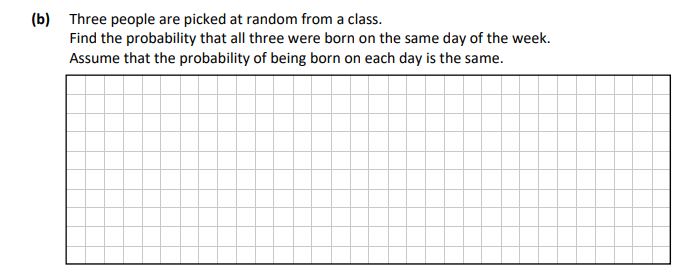 (b) Three people are picked at random from a class.
Find the probability that all three were born on the same day of the week.
Assume that the probability of being born on each day is the same.